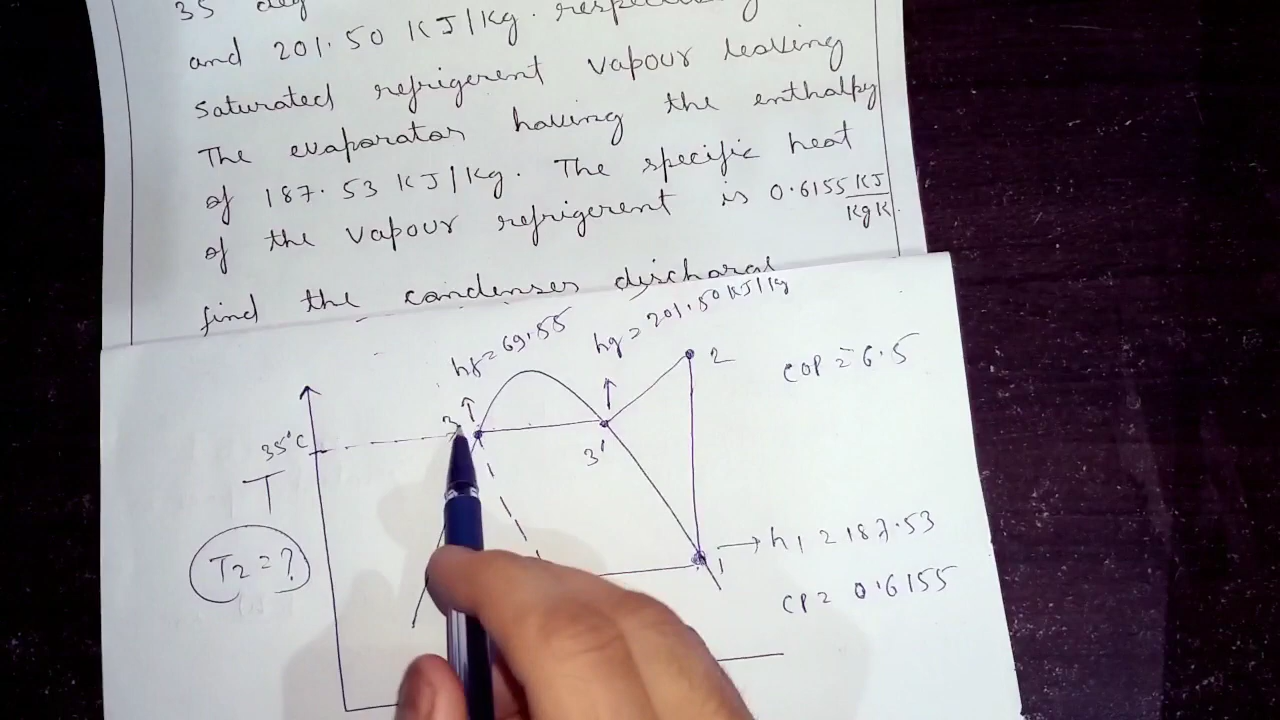 35 deg
and 201.50 KJ/Kg. respectively
saturated refrigerent vapour leaving
The evaporator having the enthalpy
of 187.53 KJ/Kg. The specific heat
of the vapour refrigerent is 0.6155 KJ/KgK.
find the condenser discharge
hf = 69.55
hg = 201.50 KJ/Kg
2
COP = 6.5
3
35°C
3'
T
T2 = ?
1
→ h1 = 187.53
CP = 0.6155